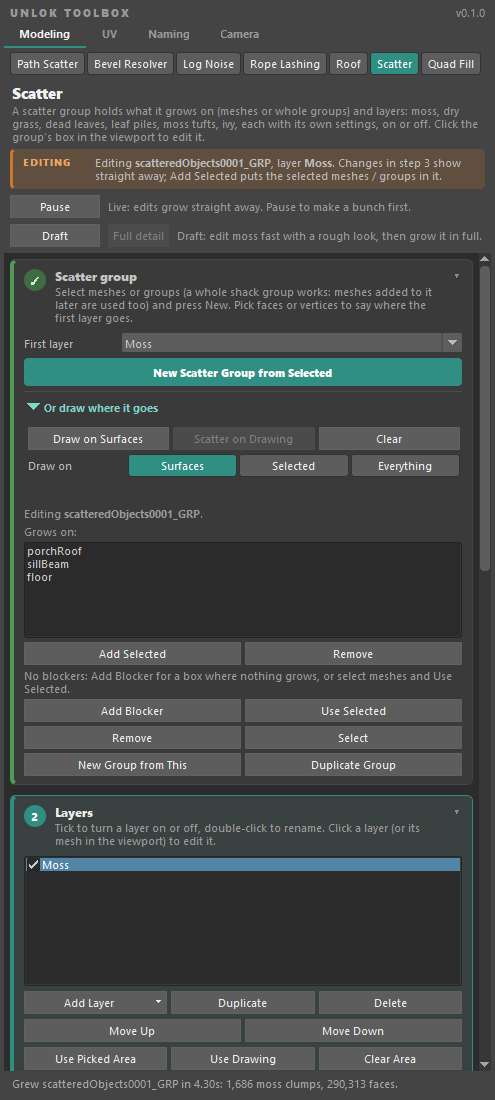 UNLOK TOOLBOX v0.1.0
Modeling UV Naming Camera
Path Scatter Bevel Resolver Log Noise Rope Lashing Roof Scatter Quad Fill
Scatter
A scatter group holds what it grows on (meshes or whole groups) and layers: moss, dry
grass, dead leaves, leaf piles, moss tufts, ivy, each with its own settings, on or off. Click the
group's box in the viewport to edit it.
EDITING Editing scatteredObjects0001_GRP, layer Moss. Changes in step 3 show
straight away; Add Selected puts the selected meshes / groups in it.
Pause Live: edits grow straight away. Pause to make a bunch first.
Draft Full detail Draft: edit moss fast with a rough look, then grow it in full.
✓ Scatter group
Select meshes or groups (a whole shack group works: meshes added to it
later are used too) and press New. Pick faces or vertices to say where the
first layer goes.
First layer Moss
New Scatter Group from Selected
Or draw where it goes
Draw on Surfaces Scatter on Drawing Clear
Draw on Surfaces Selected Everything
Editing scatteredObjects0001_GRP.
Grows on:
porchRoof
sillBeam
floor
Add Selected Remove
No blockers: Add Blocker for a box where nothing grows, or select meshes and Use
Selected.
Add Blocker Use Selected
Remove Select
New Group from This Duplicate Group
2 Layers
Tick to turn a layer on or off, double-click to rename. Click a layer (or its
mesh in the viewport) to edit it.
Moss
Add Layer Duplicate Delete
Move Up Move Down
Use Picked Area Use Drawing Clear Area
Grew scatteredObjects0001_GRP in 4.30s: 1,686 moss clumps, 290,313 faces.